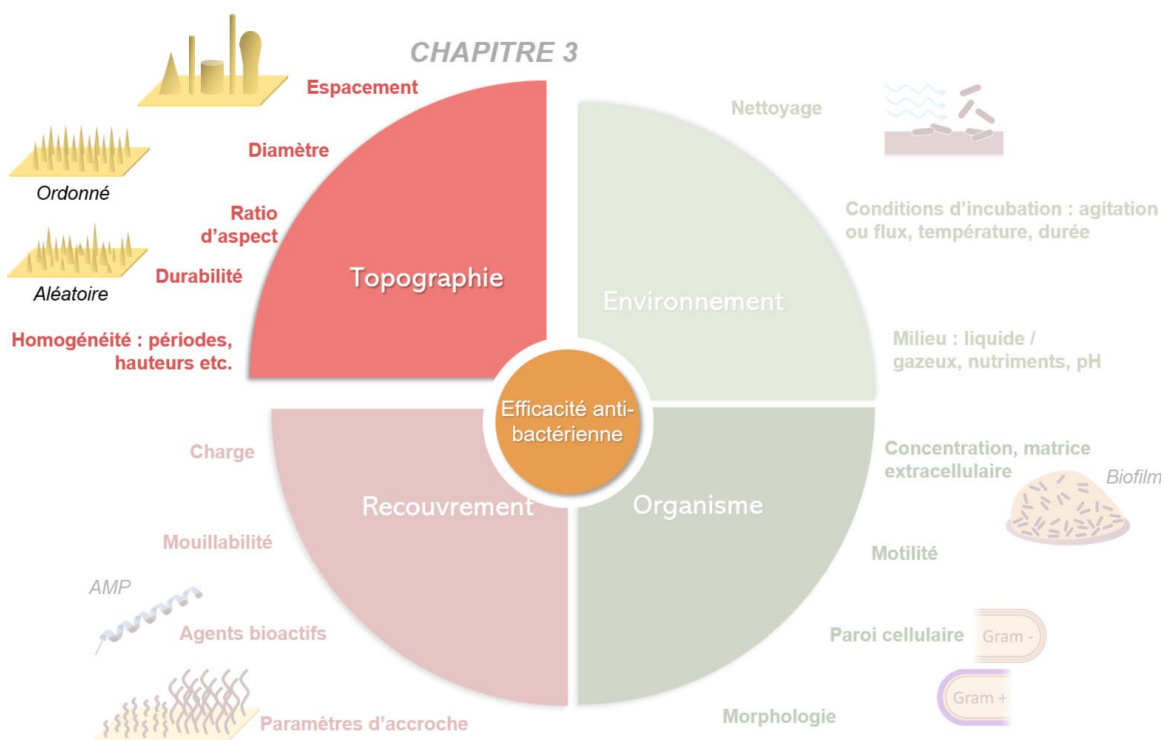 CHAPITRE 3
Espacement
Diamètre
Ordonné
Ratio
d'aspect
Durabilité
Aléatoire
Homogénéité : périodes,
hauteurs etc.
Topographie
Nettoyage
Conditions d'incubation : agitation
ou flux, température, durée
Environnement
Milieu : liquide /
gazeux, nutriments, pH
Efficacité anti-
bactérienne
Charge
Recouvrement
Mouillabilité
AMP
Agents bioactifs
Paramètres d'accroche
Concentration, matrice
extracellulaire
Biofilm
Organisme
Motilité
Paroi cellulaire
Gram -
Gram +
Morphologie